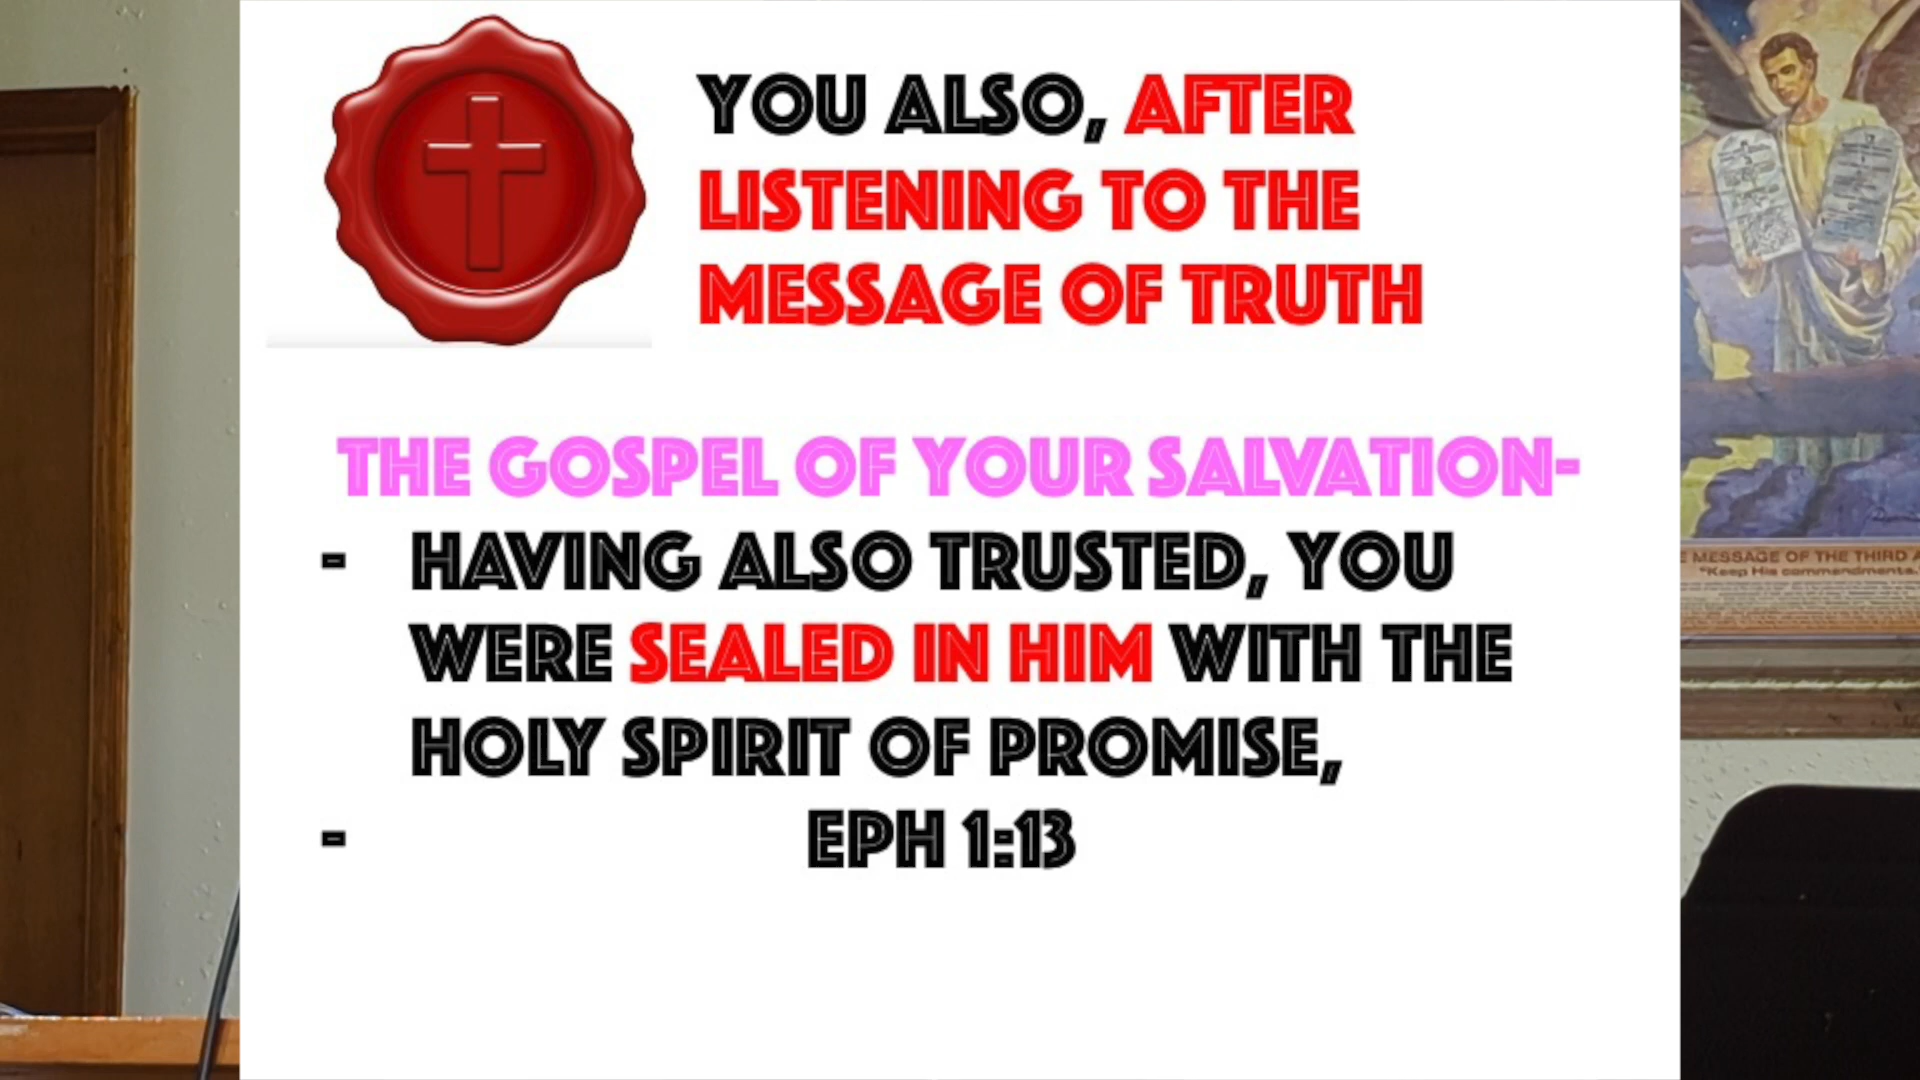 YOU ALSO, AFTER
LISTENING TO THE
MESSAGE OF TRUTH
THE GOSPEL OF YOUR SALVATION-
- HAVING ALSO TRUSTED, YOU
WERE SEALED IN HIM WITH THE
HOLY SPIRIT OF PROMISE,
- EPH 1:13
MESSAGE OF THE THIRD
"Keep His commandments.